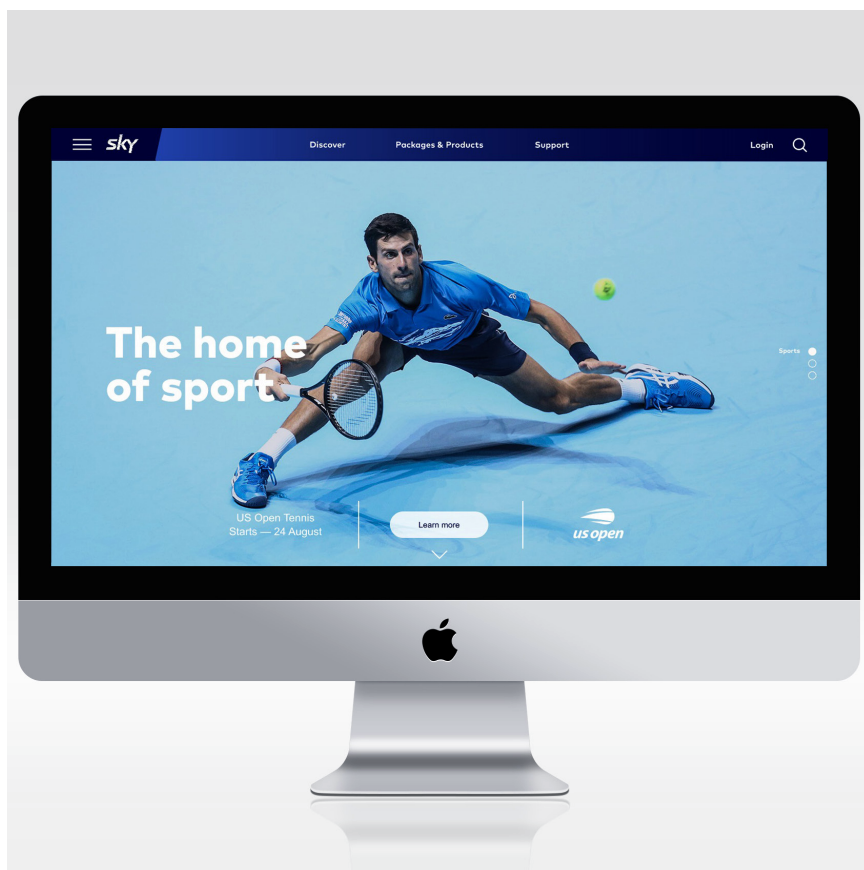 sky
Discover
Packages & Products
Support
Login
The home
of sport
Sports
US Open Tennis
Starts — 24 August
Learn more
us open